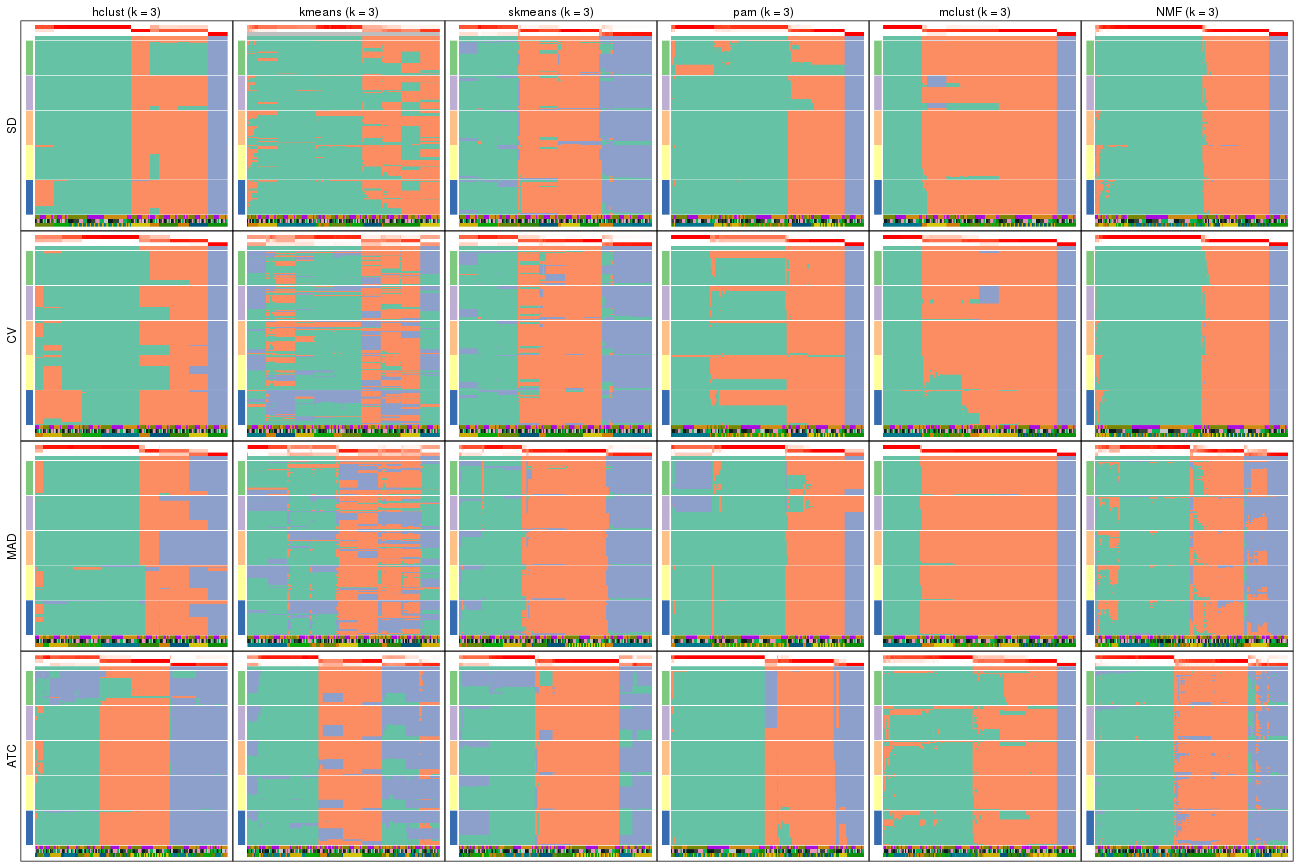 hclust (k = 3) kmeans (k = 3) skmeans (k = 3) pam (k = 3) mclust (k = 3) NMF (k = 3)
SD
CV
MAD
ATC